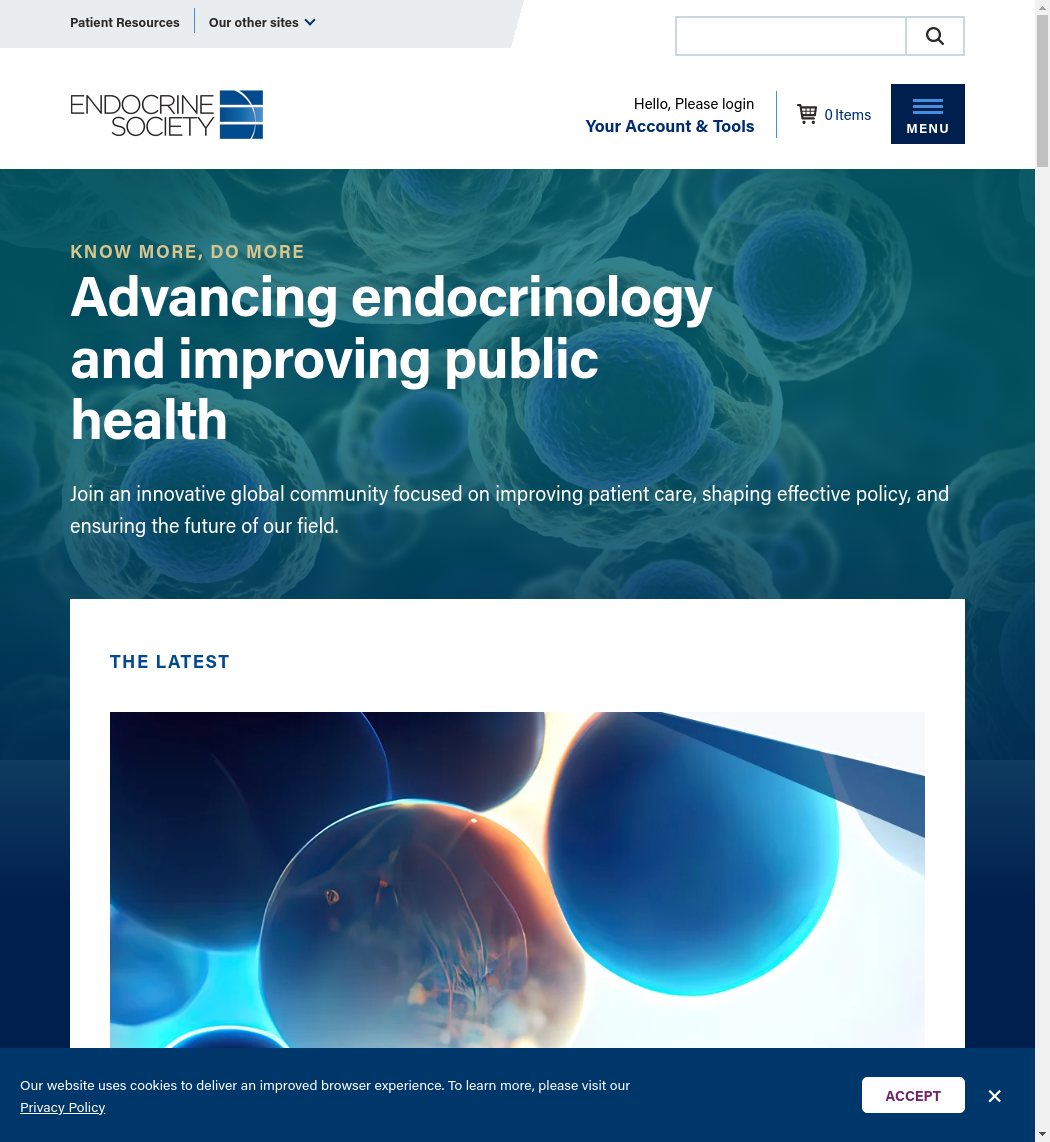 Patient Resources
Our other sites
ENDOCRINE
SOCIETY
Hello, Please login
Your Account & Tools
0 Items
MENU
KNOW MORE, DO MORE
Advancing endocrinology
and improving public
health
Join an innovative global community focused on improving patient care, shaping effective policy, and
ensuring the future of our field.
THE LATEST
Our website uses cookies to deliver an improved browser experience. To learn more, please visit our
Privacy Policy
ACCEPT